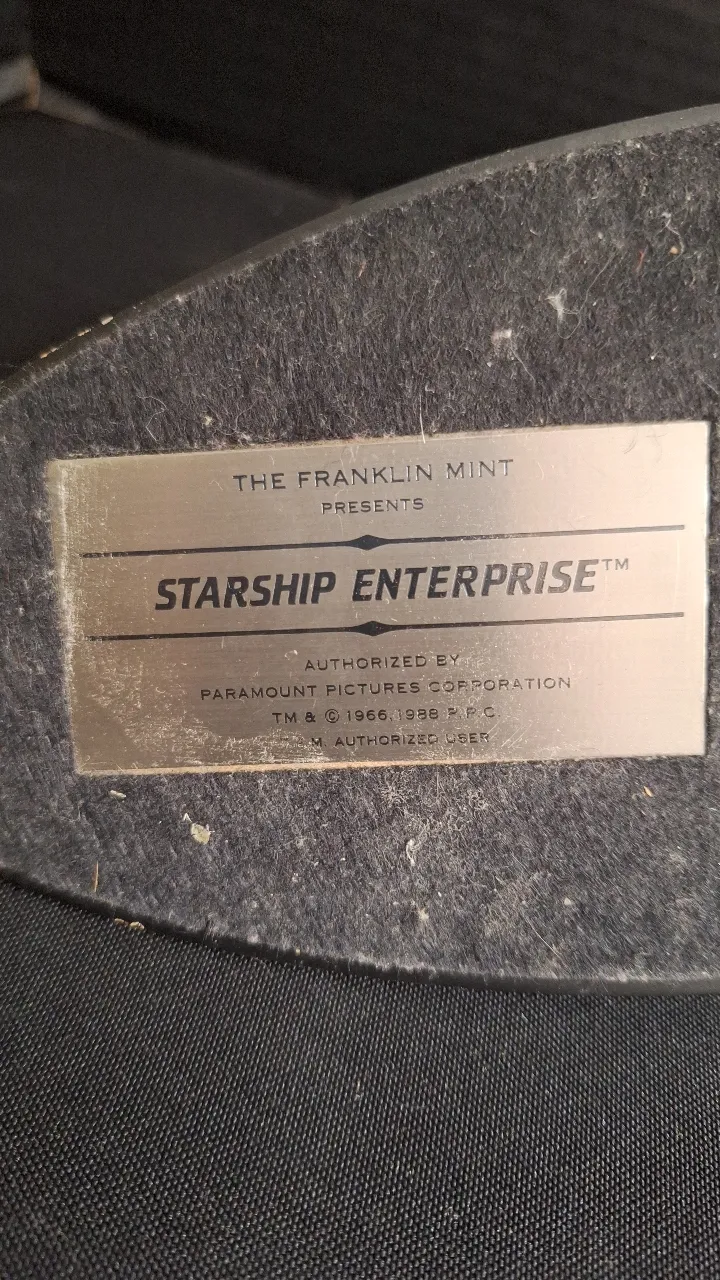 THE FRANKLIN MINT
PRESENTS
STARSHIP ENTERPRISE™
AUTHORIZED BY
PARAMOUNT PICTURES CORPORATION
TM & © 1966,1988 P.P.C.
AUTHORIZED USER